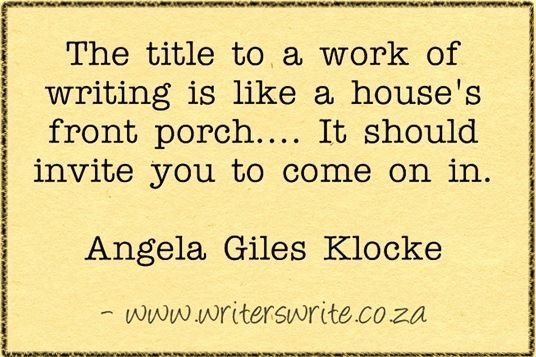 The title to a work of
writing is like a house's
front porch.... It should
invite you to come on in.
Angela Giles Klocke
- www.writerswrite.co.za